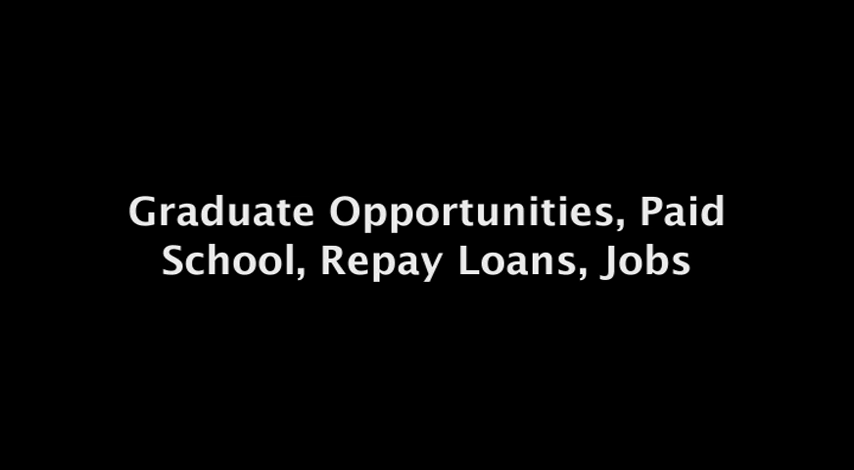 Graduate Opportunities, Paid
School, Repay Loans, Jobs